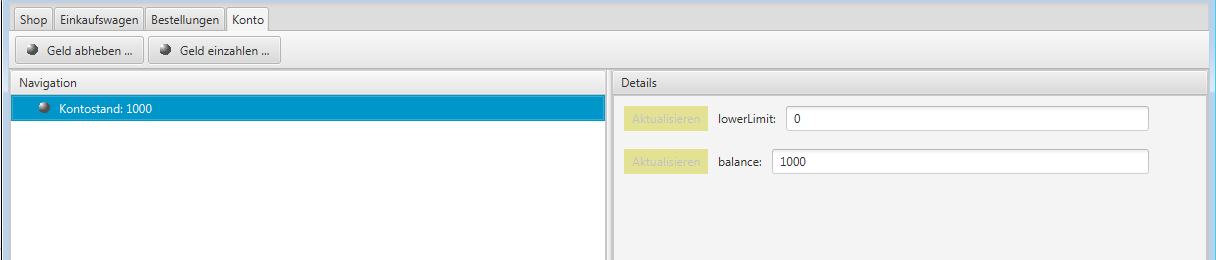 Shop Einkaufswagen Bestellungen Konto
Geld abheben ... Geld einzahlen ...
Navigation
Kontostand: 1000
Details
Aktualisieren lowerLimit: 0
Aktualisieren balance: 1000